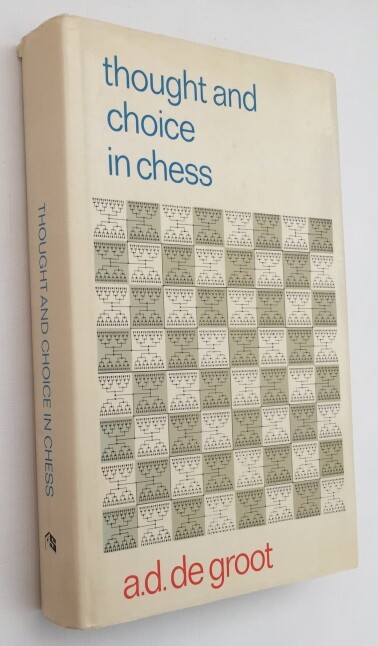 thought and
choice
in chess
a.d. de groot
THOUGHT AND CHOICE IN CHESS